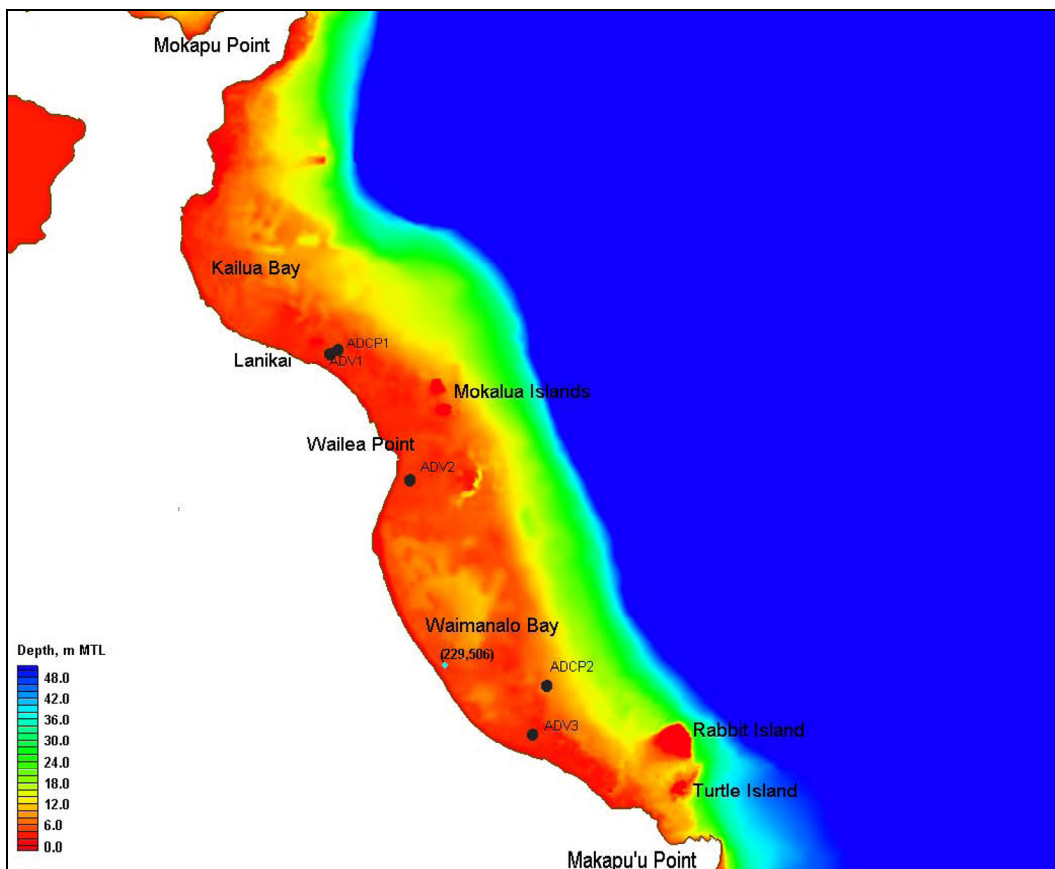 Mokapu Point
Kailua Bay
ADCP1
ADV1
Lanikai
Mokalua Islands
Wailea Point
ADV2
Waimanalo Bay
(229,506)
ADCP2
ADV3
Rabbit Island
Turtle Island
Makapu'u Point
Depth, m MTL
48.0
42.0
36.0
30.0
24.0
18.0
12.0
6.0
0.0